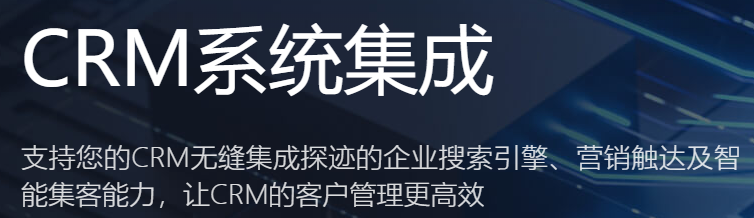 CRM系统集成
支持您的CRM无缝集成探迹的企业搜索引擎、营销触达及智
能集客能力，让CRM的客户管理更高效